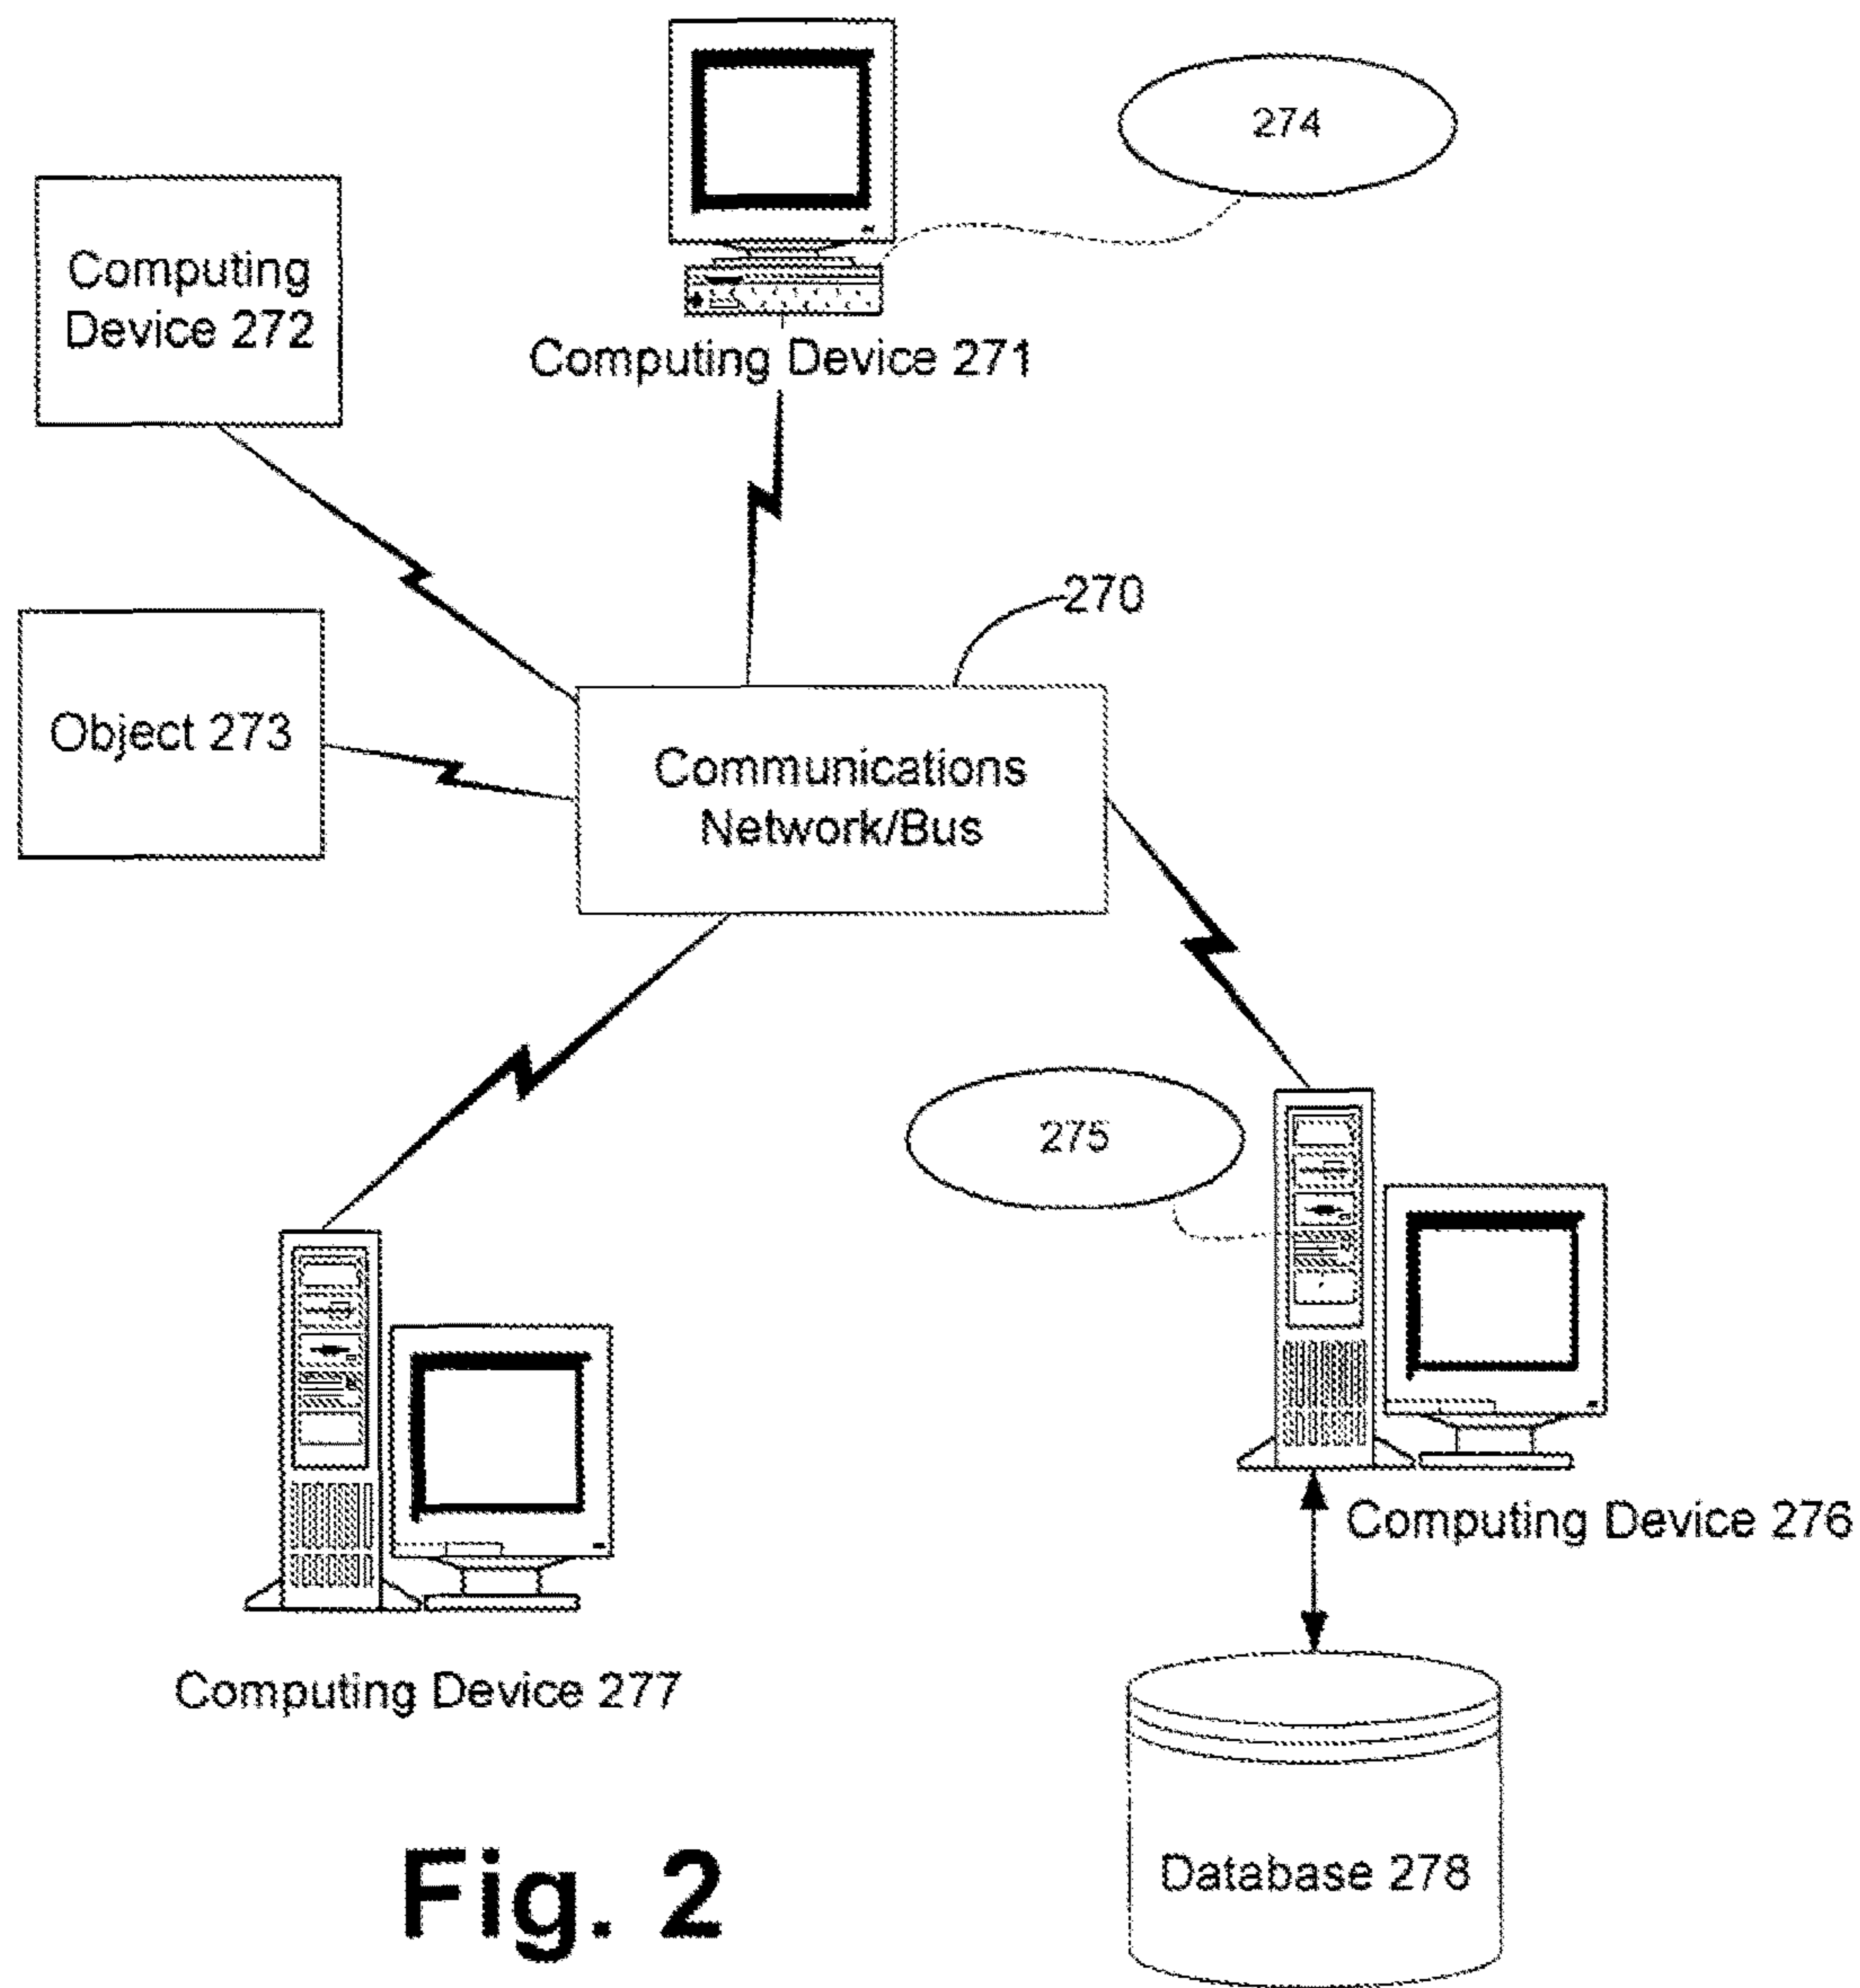 274
Computing
Device 272
Computing Device 271
270
Object 273
Communications
Network/Bus
275
Computing Device 276
Computing Device 277
Database 278
Fig. 2